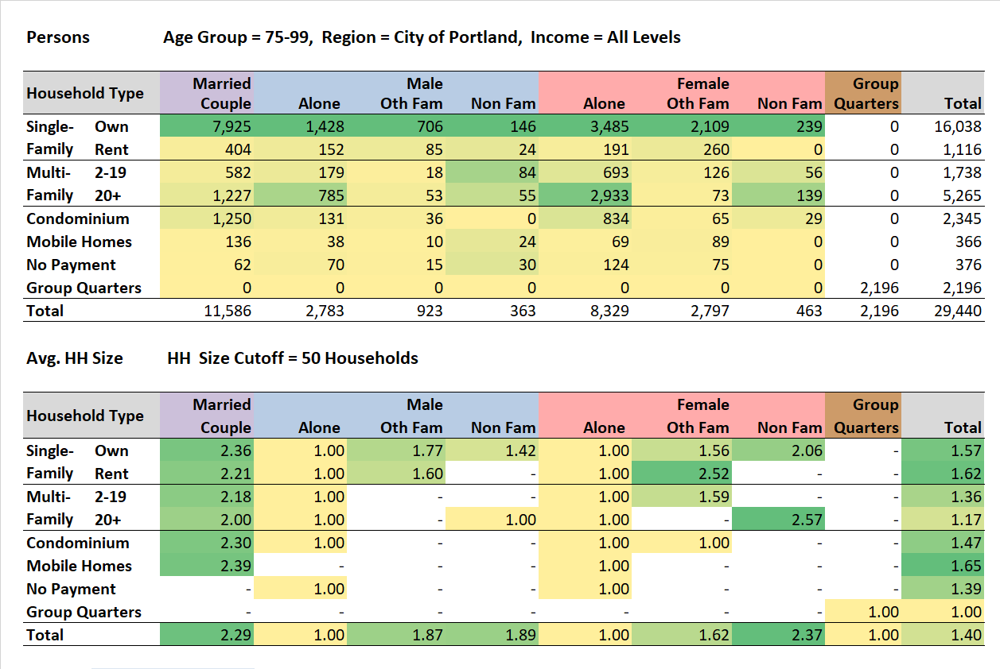 Persons Age Group = 75-99, Region = City of Portland, Income = All Levels
Household Type Married Couple Male Alone Oth Fam Non Fam Female Alone Oth Fam Non Fam Group Quarters Total
Single- Own 7,925 1,428 706 146 3,485 2,109 239 0 16,038
Family Rent 404 152 85 24 191 260 0 0 1,116
Multi- 2-19 582 179 18 84 693 126 56 0 1,738
Family 20+ 1,227 785 53 55 2,933 73 139 0 5,265
Condominium 1,250 131 36 0 834 65 29 0 2,345
Mobile Homes 136 38 10 24 69 89 0 0 366
No Payment 62 70 15 30 124 75 0 0 376
Group Quarters 0 0 0 0 0 0 0 2,196 2,196
Total 11,586 2,783 923 363 8,329 2,797 463 2,196 29,440
Avg. HH Size HH Size Cutoff = 50 Households
Household Type Married Couple Male Alone Oth Fam Non Fam Female Alone Oth Fam Non Fam Group Quarters Total
Single- Own 2.36 1.00 1.77 1.42 1.00 1.56 2.06 - 1.57
Family Rent 2.21 1.00 1.60 - 1.00 2.52 - - 1.62
Multi- 2-19 2.18 1.00 - - 1.00 1.59 - - 1.36
Family 20+ 2.00 1.00 - 1.00 1.00 - 2.57 - 1.17
Condominium 2.30 1.00 - - 1.00 1.00 - - 1.47
Mobile Homes 2.39 - - - 1.00 - - - 1.65
No Payment - 1.00 - - 1.00 - - - 1.39
Group Quarters - - - - - - - 1.00 1.00
Total 2.29 1.00 1.87 1.89 1.00 1.62 2.37 1.00 1.40